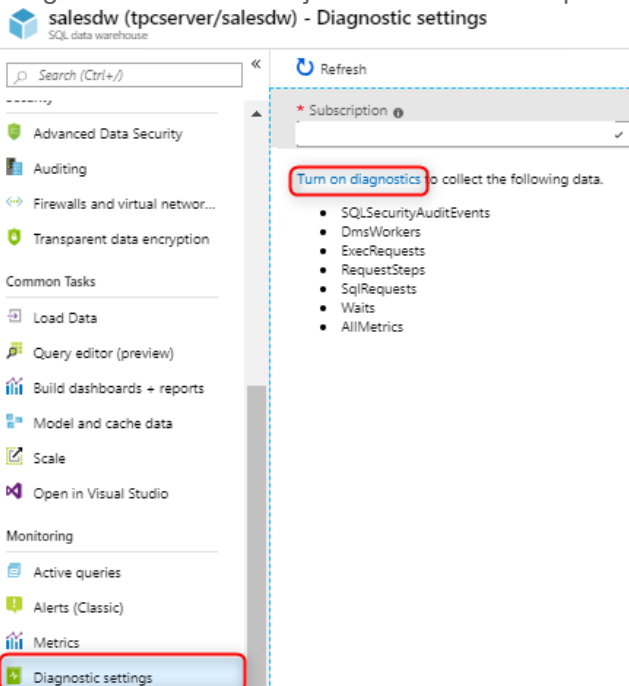 salesdw (tpcserver/salesdw) - Diagnostic settings
SQL data warehouse
Search (Ctrl+/)
«
Advanced Data Security
Auditing
Firewalls and virtual networ...
Transparent data encryption
Common Tasks
Load Data
Query editor (preview)
Build dashboards + reports
Model and cache data
Scale
Open in Visual Studio
Monitoring
Active queries
Alerts (Classic)
Metrics
Diagnostic settings
Refresh
* Subscription
Turn on diagnostics to collect the following data.
• SQLSecurityAuditEvents
• DmsWorkers
• ExecRequests
• RequestSteps
• SqlRequests
• Waits
• AllMetrics